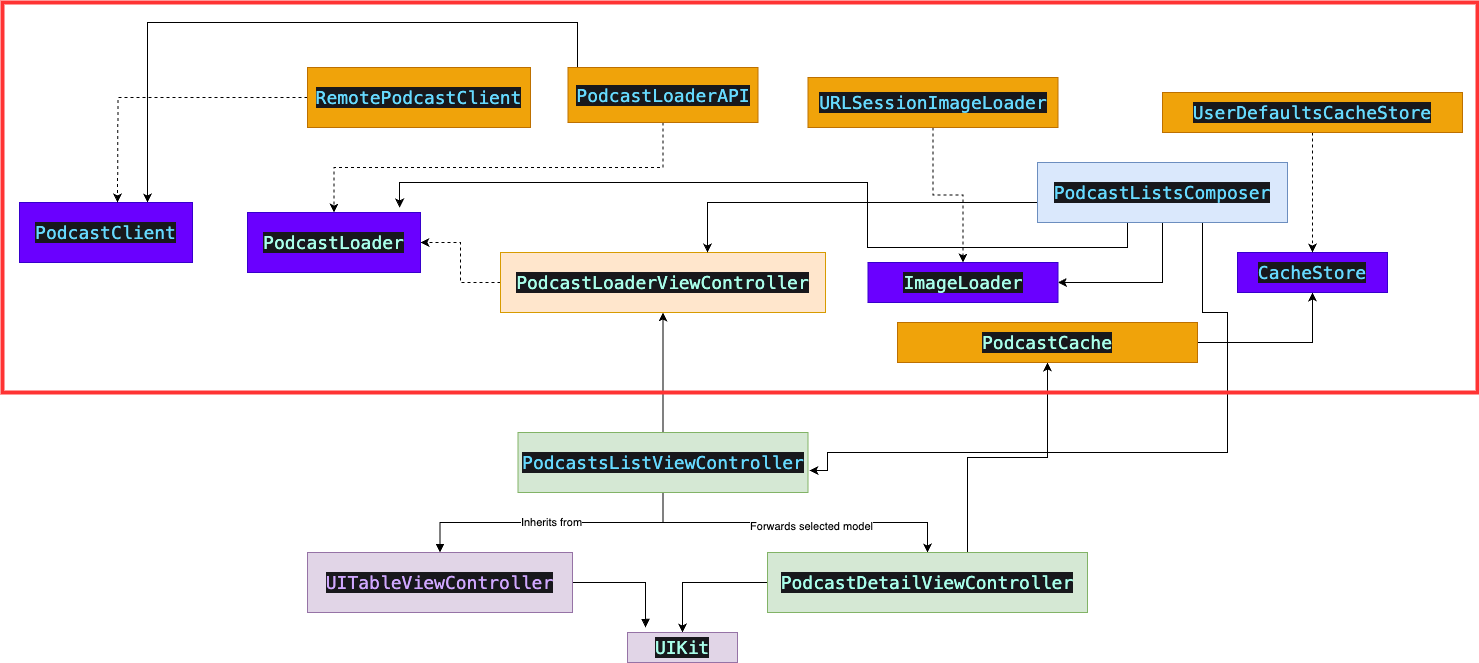 RemotePodcastClient
PodcastLoaderAPI
URLSessionImageLoader
UserDefaultsCacheStore
PodcastListsComposer
PodcastClient
PodcastLoader
PodcastLoaderViewController
ImageLoader
CacheStore
PodcastCache
PodcastsListViewController
Inherits from
Forwards selected model
UITableViewController
PodcastDetailViewController
UIKit